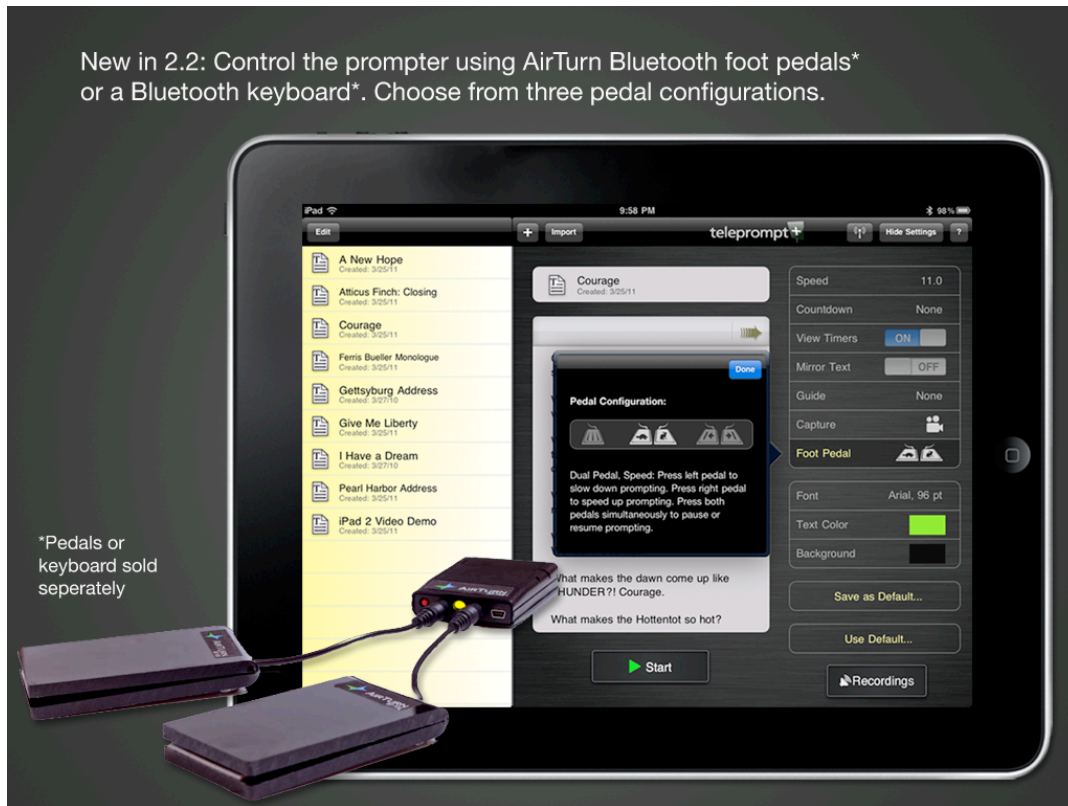 New in 2.2: Control the prompter using AirTurn Bluetooth foot pedals*
or a Bluetooth keyboard*. Choose from three pedal configurations.
iPad
9:58 PM
98%
Edit
+
Import
teleprompt+
Hide Settings
?
A New Hope
Created: 3/25/11
Atticus Finch: Closing
Created: 3/25/11
Courage
Created: 3/25/11
Ferris Bueller Monologue
Created: 3/25/11
Gettsyburg Address
Created: 3/27/10
Give Me Liberty
Created: 3/25/11
I Have a Dream
Created: 3/27/10
Pearl Harbor Address
Created: 3/25/11
iPad 2 Video Demo
Created: 3/25/11
Courage
Created: 3/25/11
Done
Pedal Configuration:
Dual Pedal, Speed: Press left pedal to
slow down prompting. Press right pedal
to speed up prompting. Press both
pedals simultaneously to pause or
resume prompting.
What makes the dawn come up like
THUNDER?! Courage.
What makes the Hottentot so hot?
Start
Speed 11.0
Countdown None
View Timers ON
Mirror Text OFF
Guide None
Capture
Foot Pedal
Font Arial, 96 pt
Text Color
Background
Save as Default...
Use Default...
Recordings
*Pedals or
keyboard sold
seperately
AIRTURN
AIRTURN